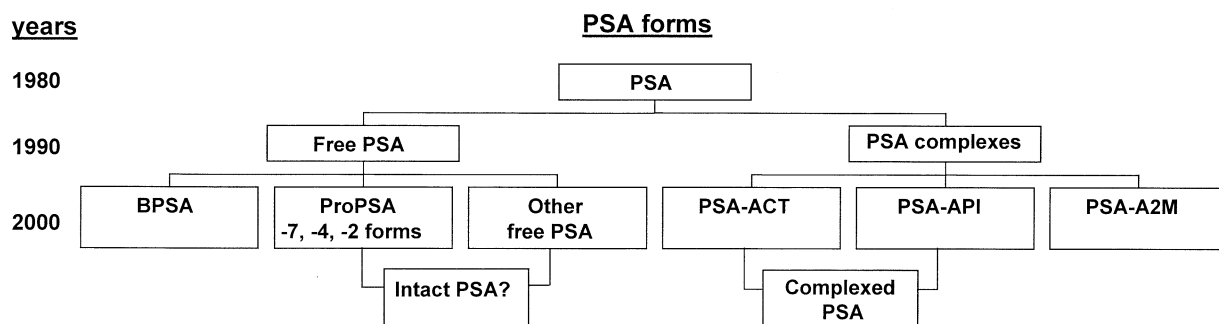 years
PSA forms
1980
PSA
1990
Free PSA
PSA complexes
2000
BPSA
ProPSA
-7, -4, -2 forms
Other
free PSA
PSA-ACT
PSA-API
PSA-A2M
Intact PSA?
Complexed
PSA